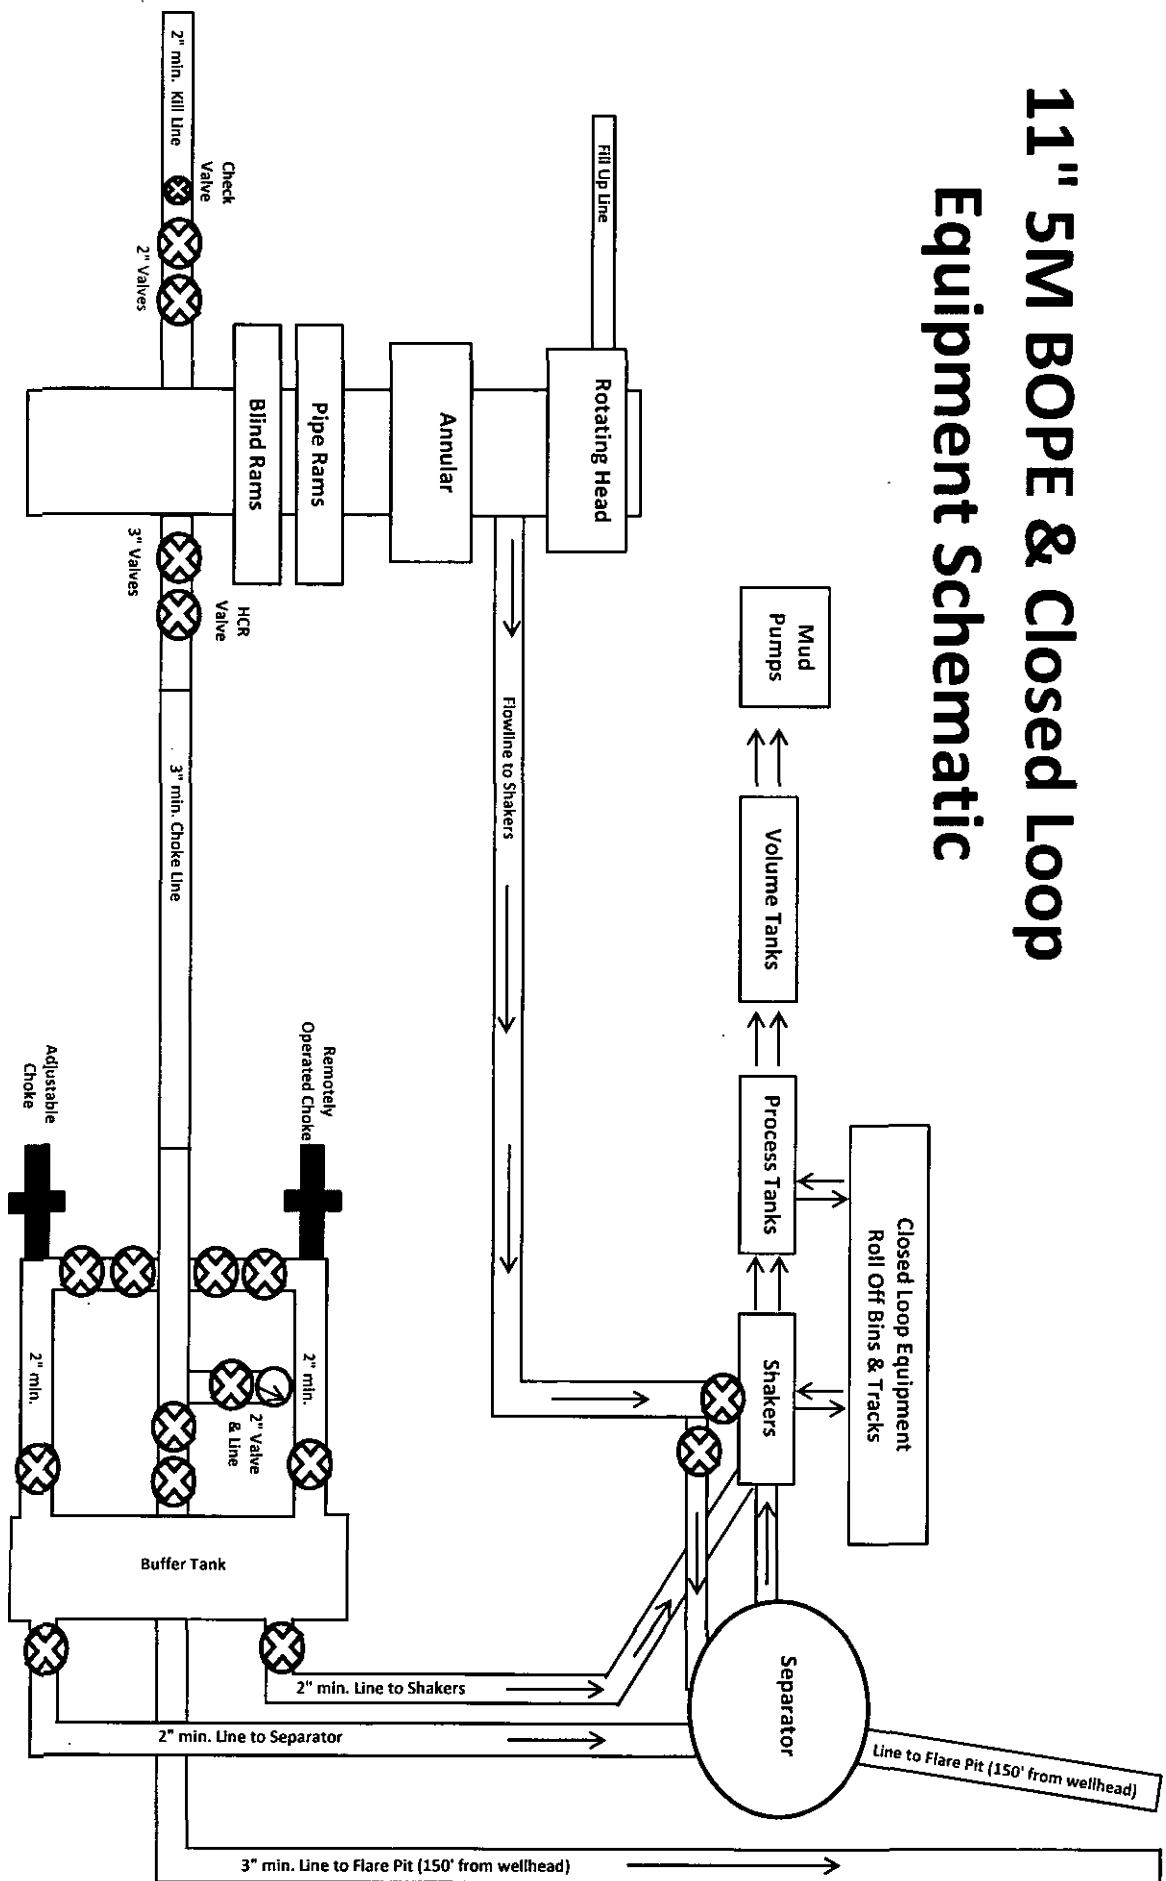 11" 5M BOPE & Closed Loop
Equipment Schematic
Fill Up Line
Rotating Head
Annular
Pipe Rams
Blind Rams
2" min. Kill Line
Check
Valve
2" Valves
3" Valves
HCR
Valve
3" min. Choke Line
Flowline to Shakers
Mud
Pumps
Volume Tanks
Process Tanks
Shakers
Closed Loop Equipment
Roll Off Bins & Tracks
Remotely
Operated Choke
Adjustable
Choke
2" min.
2" min.
2" Valve
& Line
Buffer Tank
2" min. Line to Shakers
2" min. Line to Separator
Separator
Line to Flare Pit (150' from wellhead)
3" min. Line to Flare Pit (150' from wellhead)